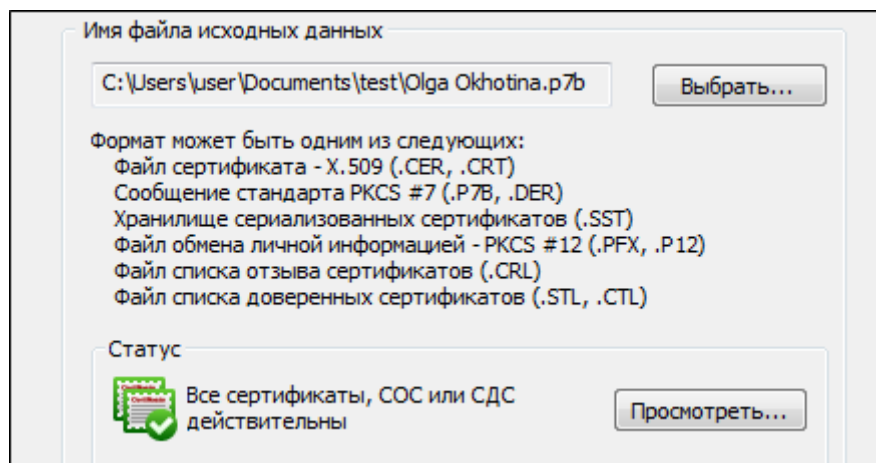 Имя файла исходных данных
C:\Users\user\Documents\test\Olga Okhotina.p7b
Выбрать...
Формат может быть одним из следующих:
Файл сертификата - X.509 (.CER, .CRT)
Сообщение стандарта PKCS #7 (.P7B, .DER)
Хранилище сериализованных сертификатов (.SST)
Файл обмена личной информацией - PKCS #12 (.PFX, .P12)
Файл списка отзыва сертификатов (.CRL)
Файл списка доверенных сертификатов (.STL, .CTL)
Статус
Все сертификаты, СОС или СДС
действительны
Просмотреть...